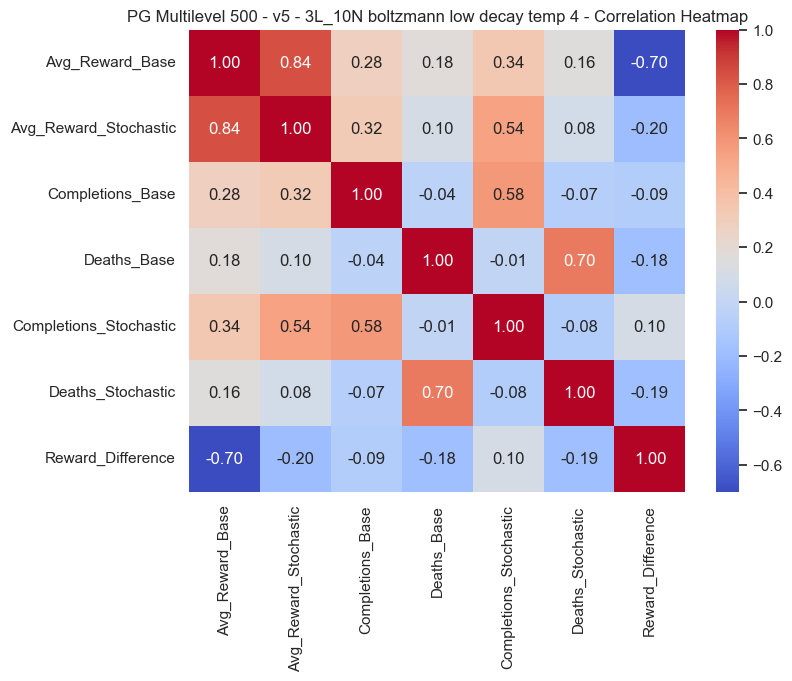 PG Multilevel 500 - v5 - 3L_10N boltzmann low decay temp 4 - Correlation Heatmap
Avg_Reward_Base 1.00 0.84 0.28 0.18 0.34 0.16 -0.70
Avg_Reward_Stochastic 0.84 1.00 0.32 0.10 0.54 0.08 -0.20
Completions_Base 0.28 0.32 1.00 -0.04 0.58 -0.07 -0.09
Deaths_Base 0.18 0.10 -0.04 1.00 -0.01 0.70 -0.18
Completions_Stochastic 0.34 0.54 0.58 -0.01 1.00 -0.08 0.10
Deaths_Stochastic 0.16 0.08 -0.07 0.70 -0.08 1.00 -0.19
Reward_Difference -0.70 -0.20 -0.09 -0.18 0.10 -0.19 1.00
Avg_Reward_Base
Avg_Reward_Stochastic
Completions_Base
Deaths_Base
Completions_Stochastic
Deaths_Stochastic
Reward_Difference
1.0
0.8
0.6
0.4
0.2
0.0
−0.2
−0.4
−0.6